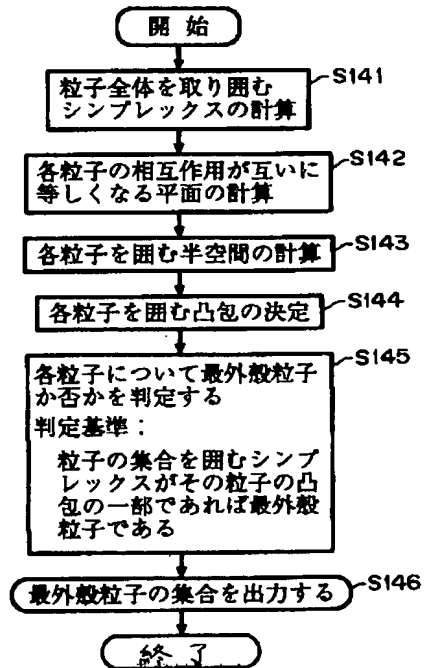 開始
S141
粒子全体を取り囲む
シンプレックスの計算
S142
各粒子の相互作用が互いに
等しくなる平面の計算
S143
各粒子を囲む半空間の計算
S144
各粒子を囲む凸包の決定
S145
各粒子について最外殻粒子
か否かを判定する
判定基準:
粒子の集合を囲むシンプ
レックスがその粒子の凸
包の一部であれば最外殻
粒子である
S146
最外殻粒子の集合を出力する
終了